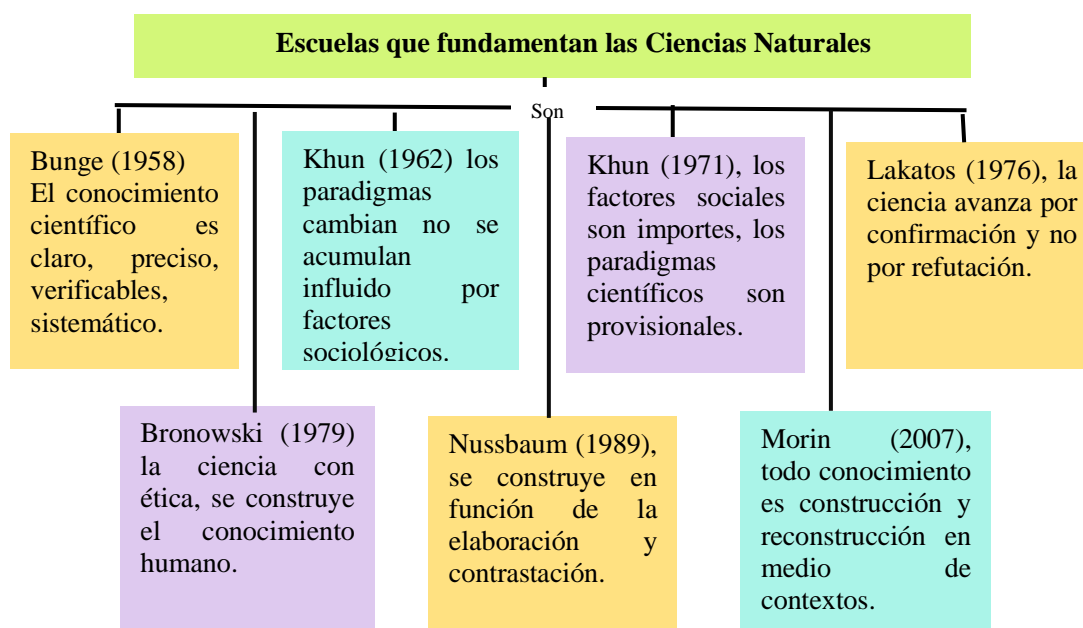 Escuelas que fundamentan las Ciencias Naturales
Son
Bunge (1958)
El conocimiento
científico es
claro, preciso,
verificables,
sistemático.
Khun (1962) los
paradigmas
cambian no se
acumulan
influido por
factores
sociológicos.
Khun (1971), los
factores sociales
son importes, los
paradigmas
científicos son
provisionales.
Lakatos (1976), la
ciencia avanza por
confirmación y no
por refutación.
Bronowski (1979)
la ciencia con
ética, se construye
el conocimiento
humano.
Nussbaum (1989),
se construye en
función de la
elaboración y
contrastación.
Morin (2007),
todo conocimiento
es construcción y
reconstrucción en
medio de
contextos.